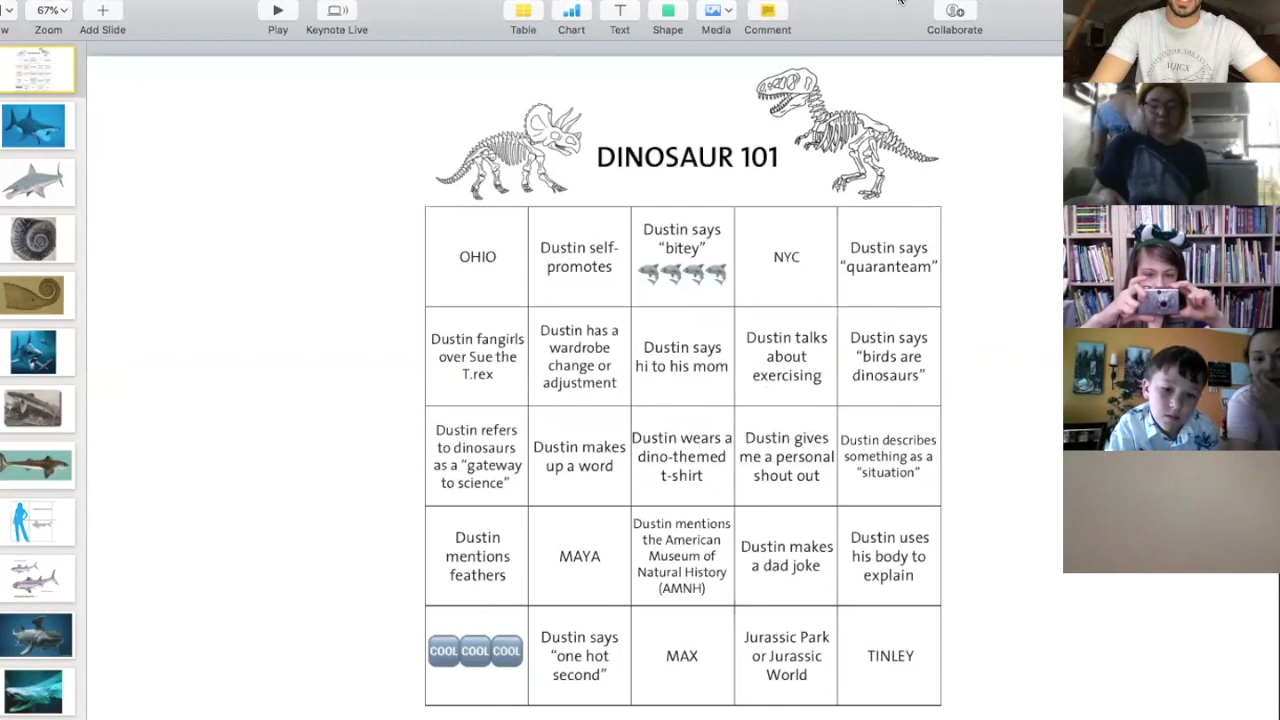 67%
Zoom
Add Slide
Play
Keynote Live
Table
Chart
Text
Shape
Media
Comment
Collaborate
DINOSAUR 101
OHIO
Dustin self-
promotes
Dustin says
“bitey”
NYC
Dustin says
“quaranteam”
Dustin fangirls
over Sue the
T.rex
Dustin has a
wardrobe
change or
adjustment
Dustin says
hi to his mom
Dustin talks
about
exercising
Dustin says
“birds are
dinosaurs”
Dustin refers
to dinosaurs
as a “gateway
to science”
Dustin makes
up a word
Dustin wears a
dino-themed
t-shirt
Dustin gives
me a personal
shout out
Dustin describes
something as a
“situation”
Dustin
mentions
feathers
MAYA
Dustin mentions
the American
Museum of
Natural History
(AMNH)
Dustin makes
a dad joke
Dustin uses
his body to
explain
COOL COOL COOL
Dustin says
“one hot
second”
MAX
Jurassic Park
or Jurassic
World
TINLEY